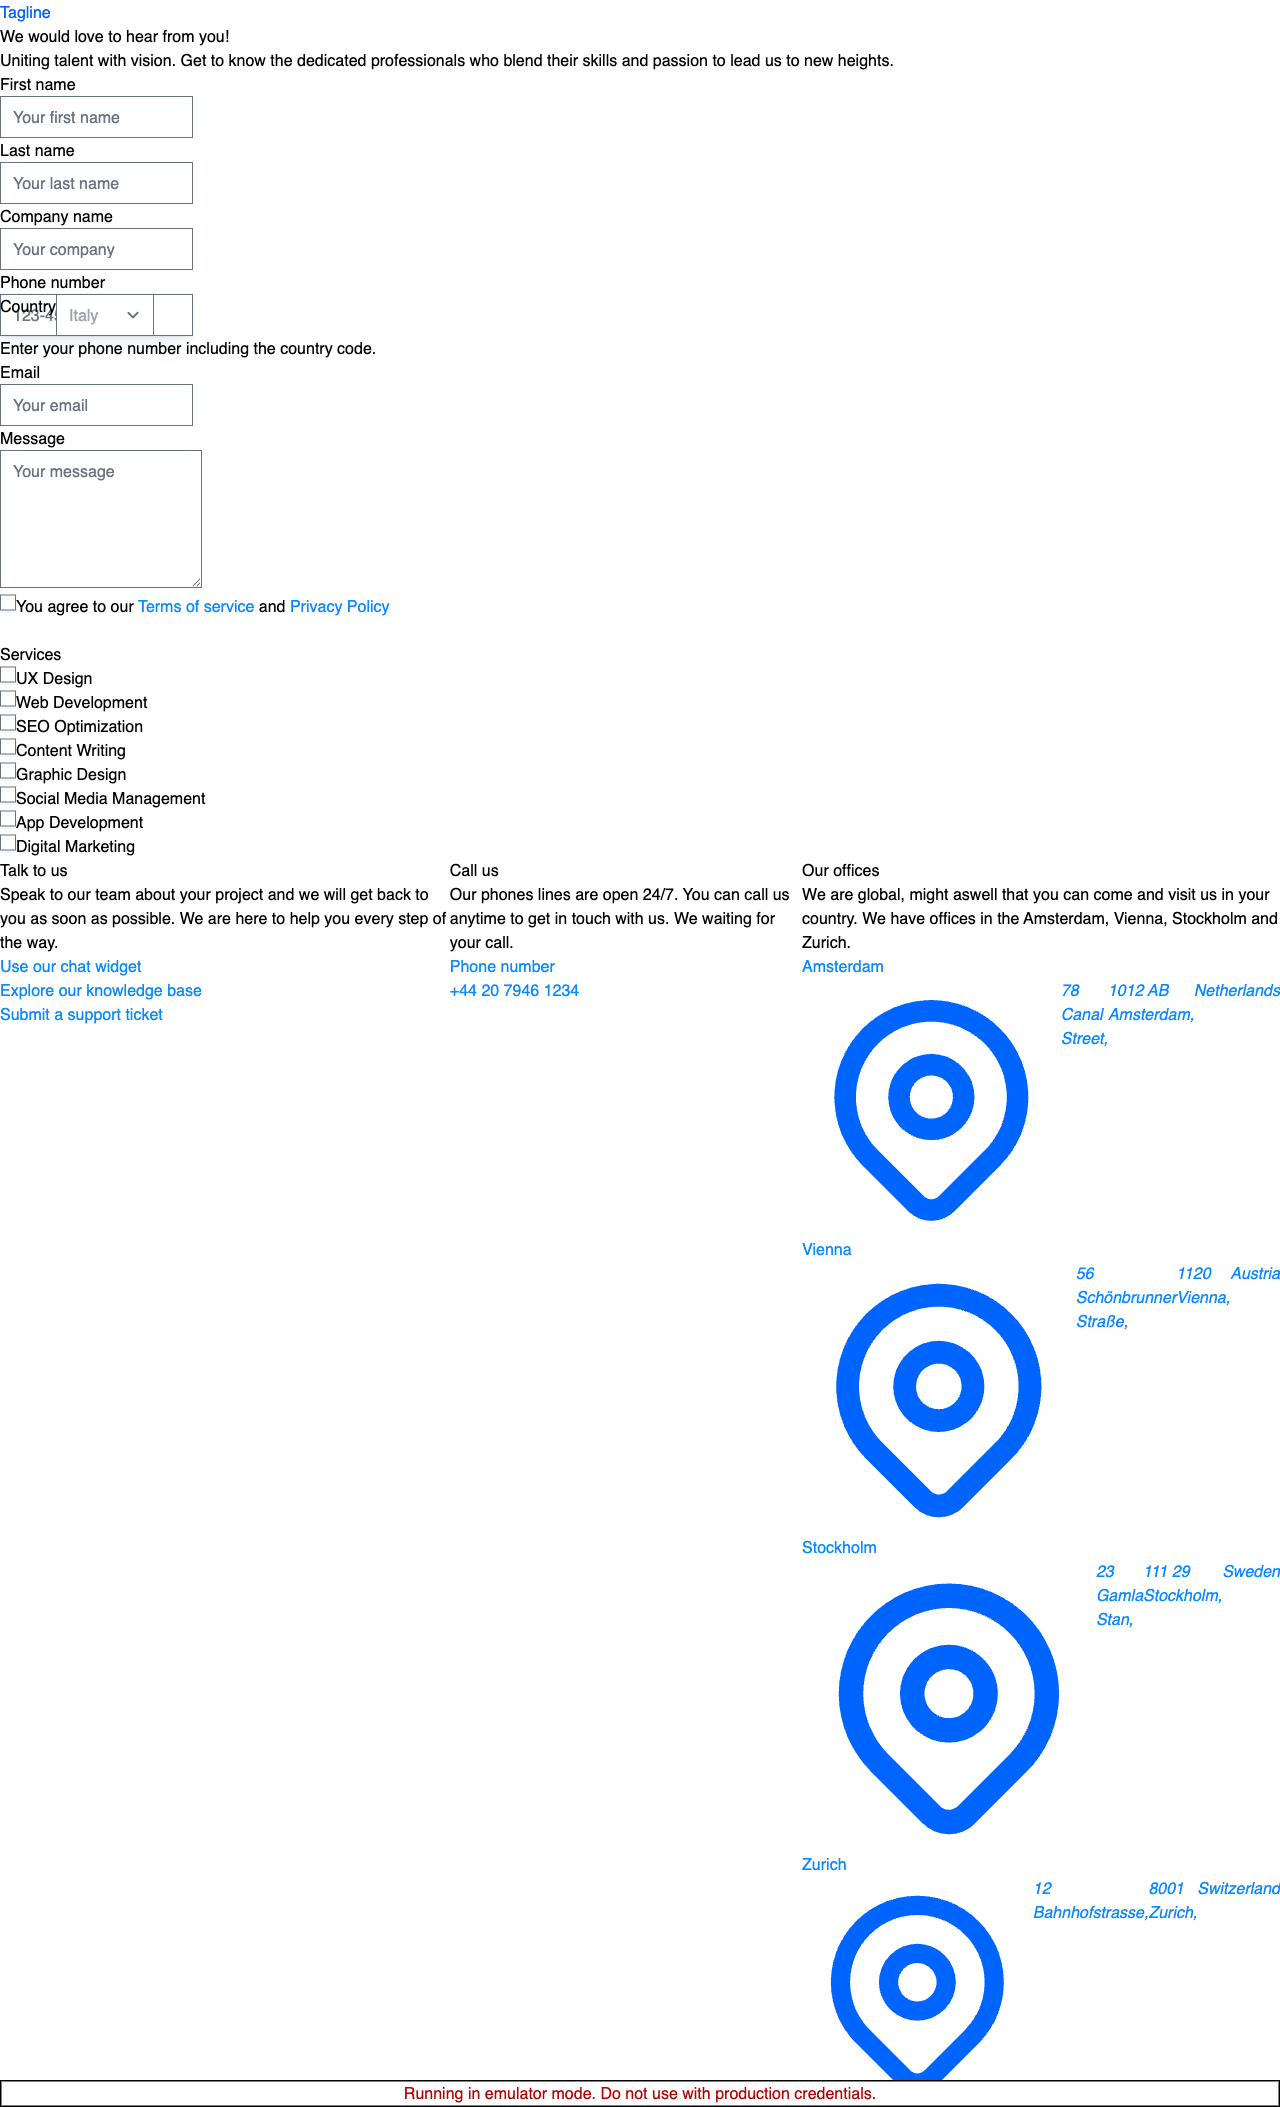 Tagline
We would love to hear from you!
Uniting talent with vision. Get to know the dedicated professionals who blend their skills and passion to lead us to new heights.
First name
Your first name
Last name
Your last name
Company name
Your company
Phone number
Country
Italy
Enter your phone number including the country code.
Email
Your email
Message
Your message
You agree to our Terms of service and Privacy Policy
Services
UX Design
Web Development
SEO Optimization
Content Writing
Graphic Design
Social Media Management
App Development
Digital Marketing
Talk to us
Speak to our team about your project and we will get back to
you as soon as possible. We are here to help you every step of
the way.
Use our chat widget
Explore our knowledge base
Submit a support ticket
Call us
Our phones lines are open 24/7. You can call us
anytime to get in touch with us. We waiting for
your call.
Phone number
+44 20 7946 1234
Our offices
We are global, might aswell that you can come and visit us in your
country. We have offices in the Amsterdam, Vienna, Stockholm and
Zurich.
Amsterdam
78
Canal
Street,
1012 AB
Amsterdam,
Netherlands
Vienna
56
Schönbrunner
Straße,
1120
Vienna,
Austria
Stockholm
23
Gamla
Stan,
111 29
Stockholm,
Sweden
Zurich
12
Bahnhofstrasse,
8001
Zurich,
Switzerland
Running in emulator mode. Do not use with production credentials.